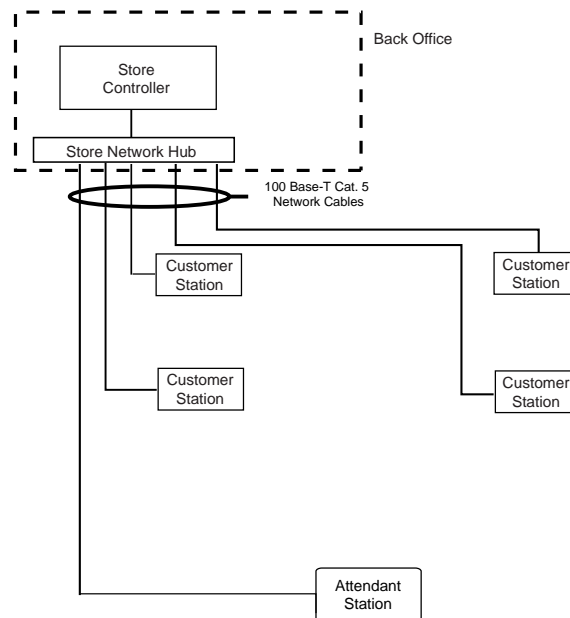 Back Office
Store
Controller
Store Network Hub
100 Base-T Cat. 5
Network Cables
Customer
Station
Customer
Station
Customer
Station
Customer
Station
Attendant
Station